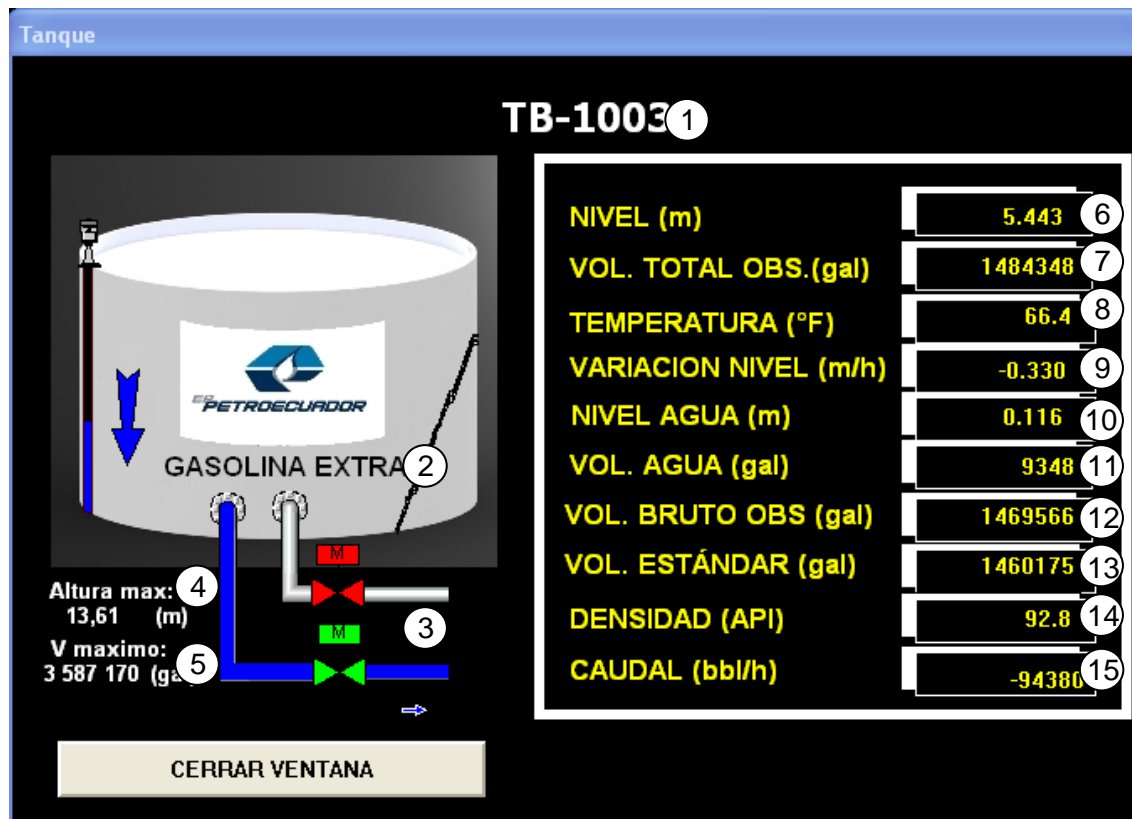 Tanque
TB-1003 1
EP PETROECUADOR
GASOLINA EXTRA 2
M
M
3
Altura max: 4
13,61 (m)
V maximo: 5
3 587 170 (ga
CERRAR VENTANA
NIVEL (m) 5.443 6
VOL. TOTAL OBS.(gal) 1484348 7
TEMPERATURA (°F) 66.4 8
VARIACION NIVEL (m/h) -0.330 9
NIVEL AGUA (m) 0.116 10
VOL. AGUA (gal) 9348 11
VOL. BRUTO OBS (gal) 1469566 12
VOL. ESTÁNDAR (gal) 1460175 13
DENSIDAD (API) 92.8 14
CAUDAL (bbl/h) -94380 15